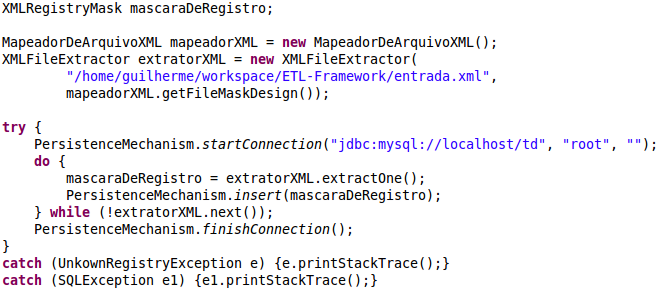 XMLRegistryMask mascaraDeRegistro;
MapeadorDeArquivoXML mapeadorXML = new MapeadorDeArquivoXML();
XMLFileExtractor extratorXML = new XMLFileExtractor(
"/home/guilherme/workspace/ETL-Framework/entrada.xml",
mapeadorXML.getFileMaskDesign());
try {
PersistenceMechanism.startConnection("jdbc:mysql://localhost/td", "root", "");
do {
mascaraDeRegistro = extratorXML.extractOne();
PersistenceMechanism.insert(mascaraDeRegistro);
} while (!extratorXML.next());
PersistenceMechanism.finishConnection();
}
catch (UnkownRegistryException e) {e.printStackTrace();}
catch (SQLException e1) {e1.printStackTrace();}